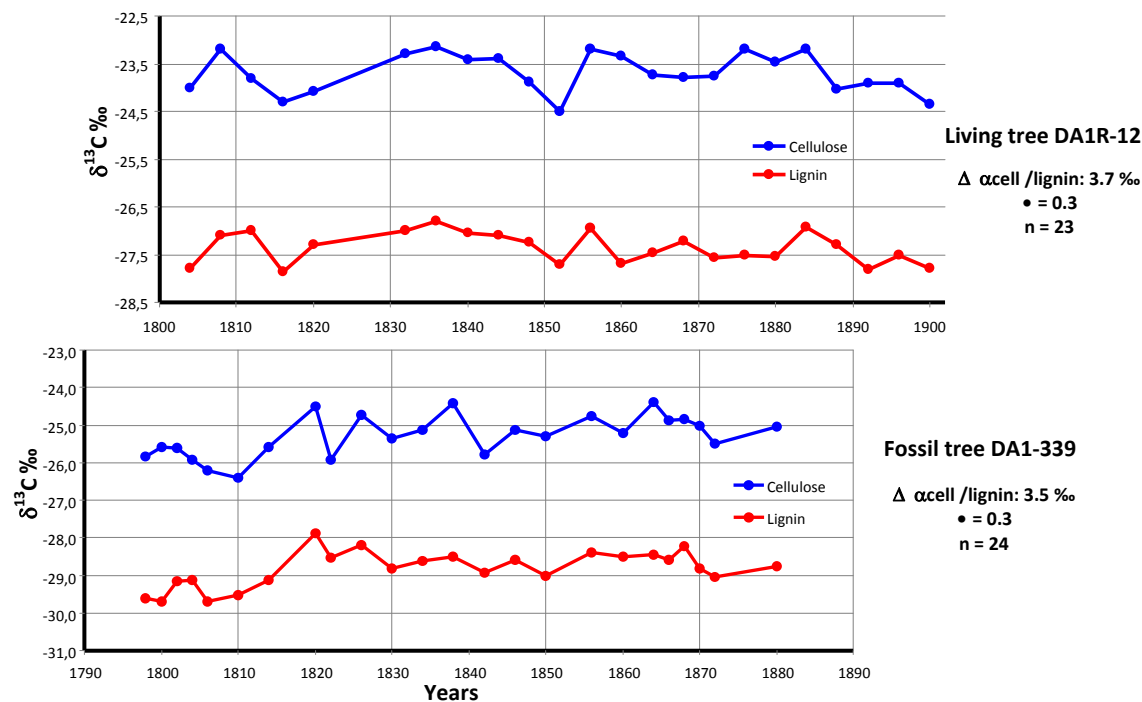 -22,5
-23,5
-24,5
-25,5
-26,5
-27,5
-28,5
δ13C ‰
1800 1810 1820 1830 1840 1850 1860 1870 1880 1890 1900
Cellulose
Lignin
Living tree DA1R-12
Δ αcell /lignin: 3.7 ‰
• = 0.3
n = 23
-23,0
-24,0
-25,0
-26,0
-27,0
-28,0
-29,0
-30,0
-31,0
δ13C ‰
1790 1800 1810 1820 1830 1840 1850 1860 1870 1880 1890
Years
Cellulose
Lignin
Fossil tree DA1-339
Δ αcell /lignin: 3.5 ‰
• = 0.3
n = 24